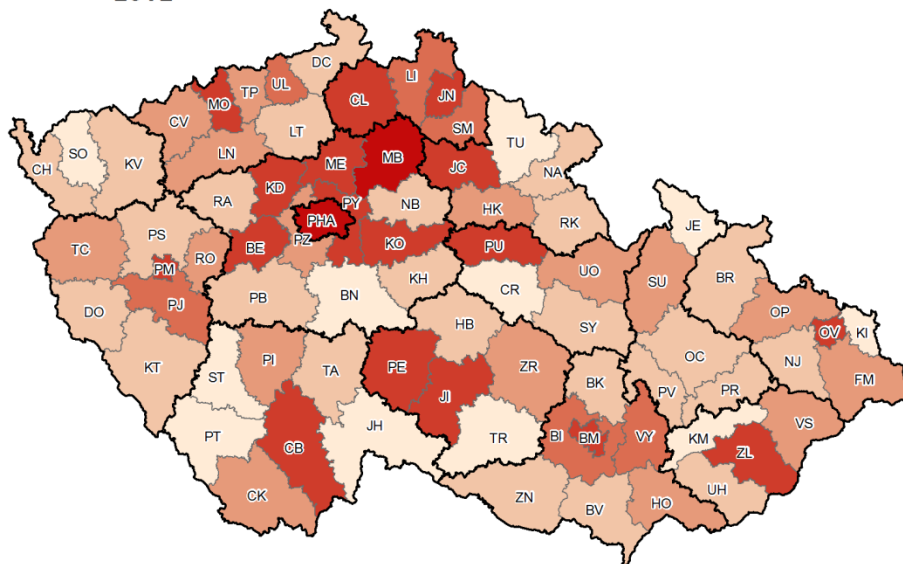 DC
LI
UL
TP
MO
CL
JN
CV
SM
LT
TU
LN
SO
KV
CH
ME
MB
JC
NA
KD
RA
PY
NB
HK
RK
PHA
JE
PS
TC
BE
PZ
KO
PU
RO
UO
SU
BR
PM
KH
CR
PJ
PB
BN
OP
DO
HB
SY
OV
KI
OC
NJ
KT
ST
PI
TA
PE
ZR
BK
PV
PR
FM
JI
VS
PT
CB
JH
TR
BI
BM
VY
KM
ZL
CK
ZN
BV
HO
UH